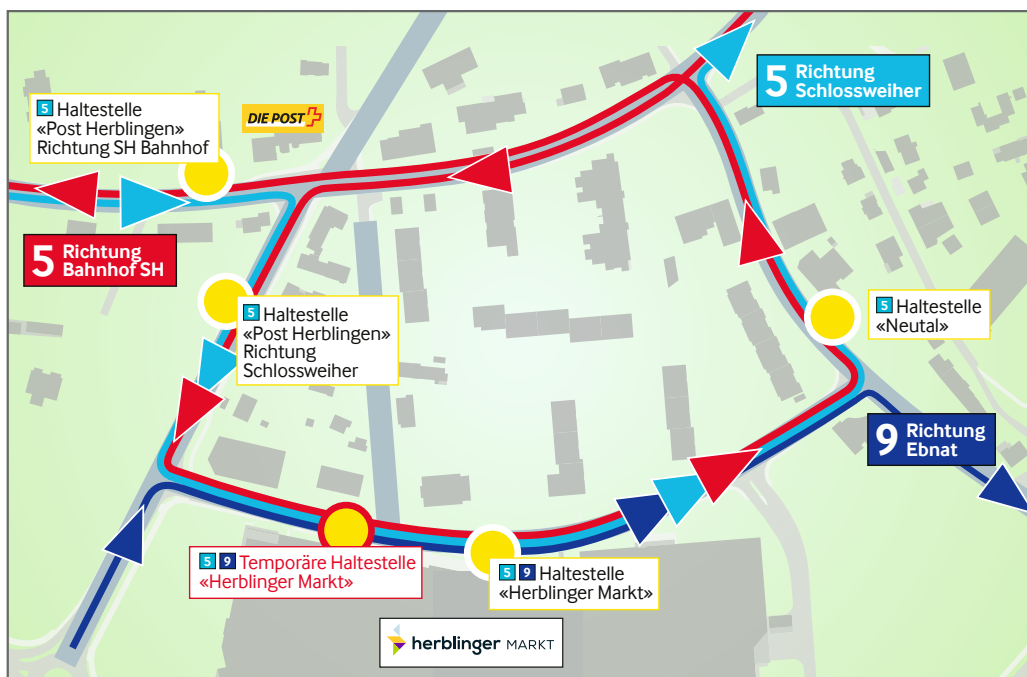 5 Haltestelle
«Post Herblingen»
Richtung SH Bahnhof
DIE POST
5 Richtung
Schlossweiher
5 Richtung
Bahnhof SH
5 Haltestelle
«Post Herblingen»
Richtung
Schlossweiher
5 Haltestelle
«Neutal»
9 Richtung
Ebnat
5 9 Temporäre Haltestelle
«Herblinger Markt»
5 9 Haltestelle
«Herblinger Markt»
herblinger MARKT